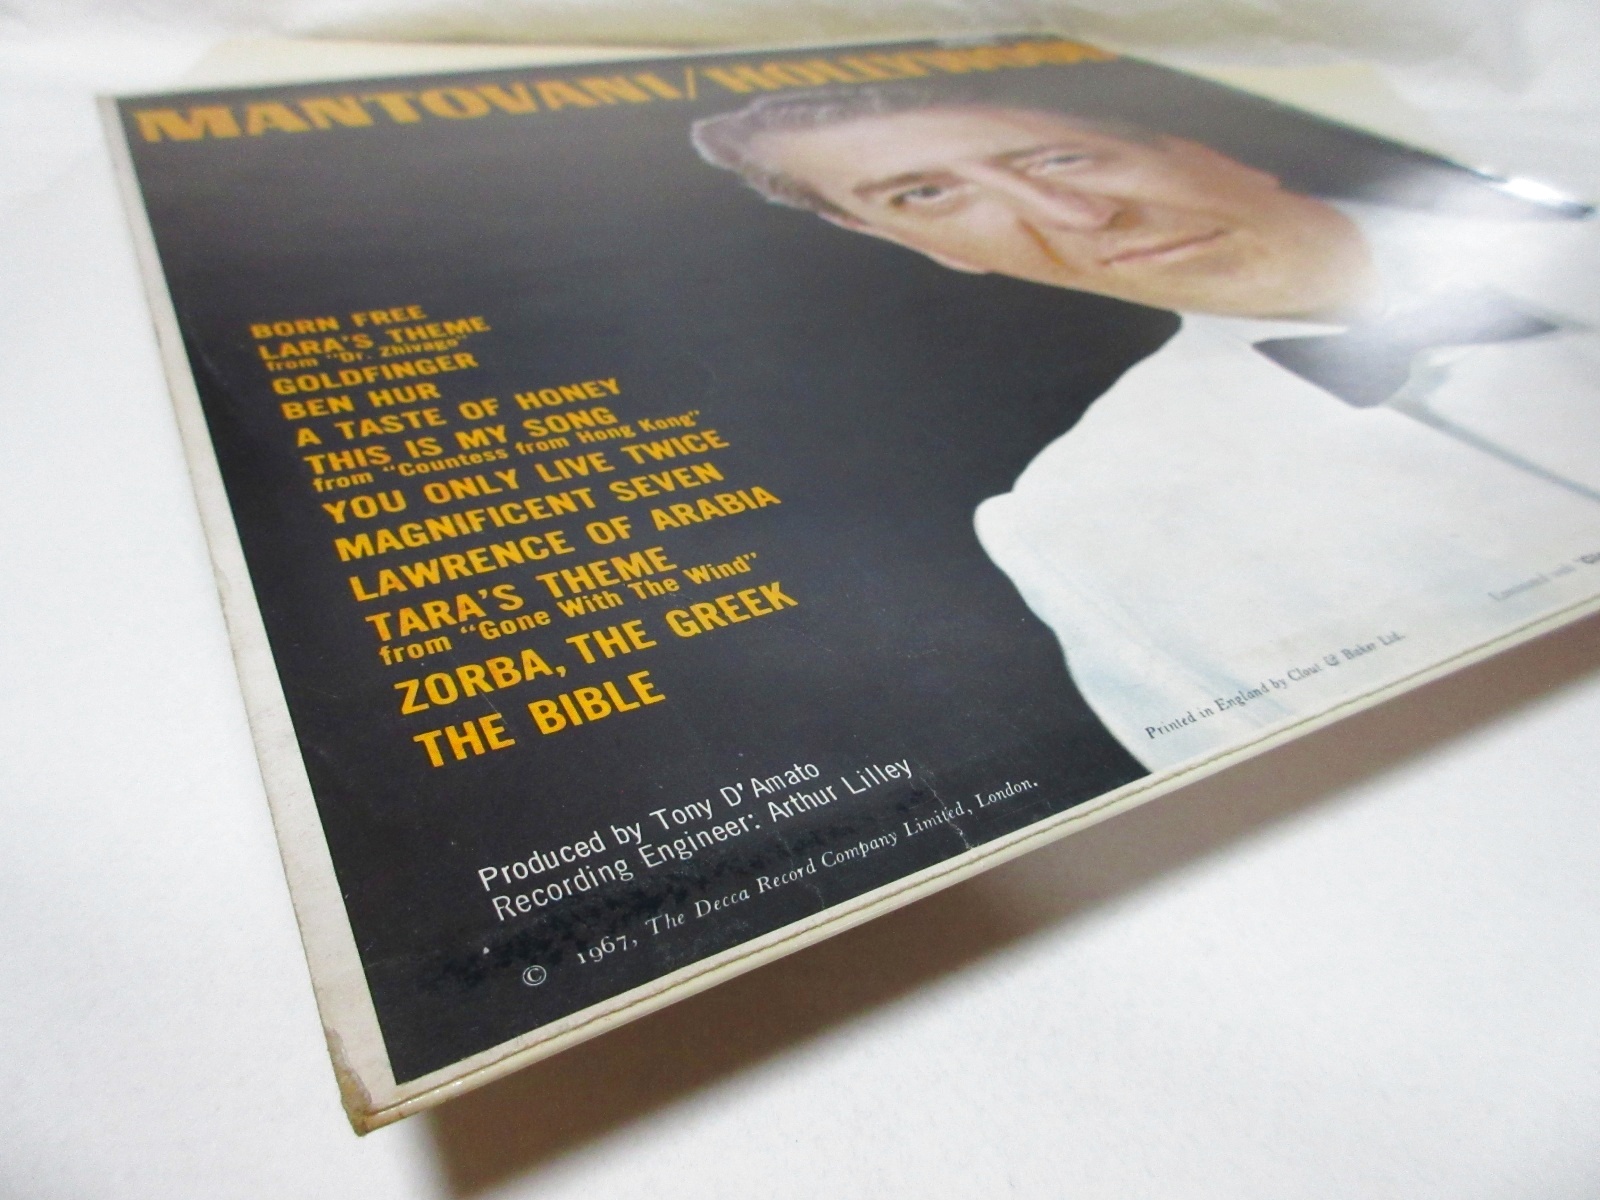 MANTOVANI/HOLLYWOOD
BORN FREE
LARA'S THEME
from "Dr. Zhivago"
GOLDFINGER
BEN HUR
A TASTE OF HONEY
THIS IS MY SONG
from "Countess from Hong Kong"
YOU ONLY LIVE TWICE
MAGNIFICENT SEVEN
LAWRENCE OF ARABIA
TARA'S THEME
from "Gone With The Wind"
ZORBA, THE GREEK
THE BIBLE
Produced by Tony D'Amato
Recording Engineer: Arthur Lilley
© 1967, The Decca Record Company Limited, London.
Printed in England by Clout & Baker Ltd.